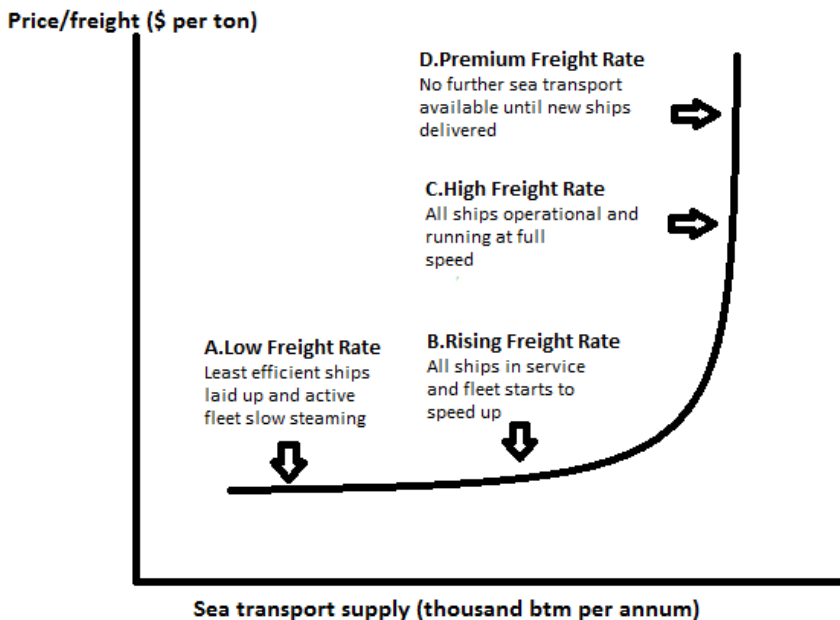 Price/freight ($ per ton)
D.Premium Freight Rate
No further sea transport
available until new ships
delivered
C.High Freight Rate
All ships operational and
running at full
speed
A.Low Freight Rate
Least efficient ships
laid up and active
fleet slow steaming
B.Rising Freight Rate
All ships in service
and fleet starts to
speed up
Sea transport supply (thousand btm per annum)